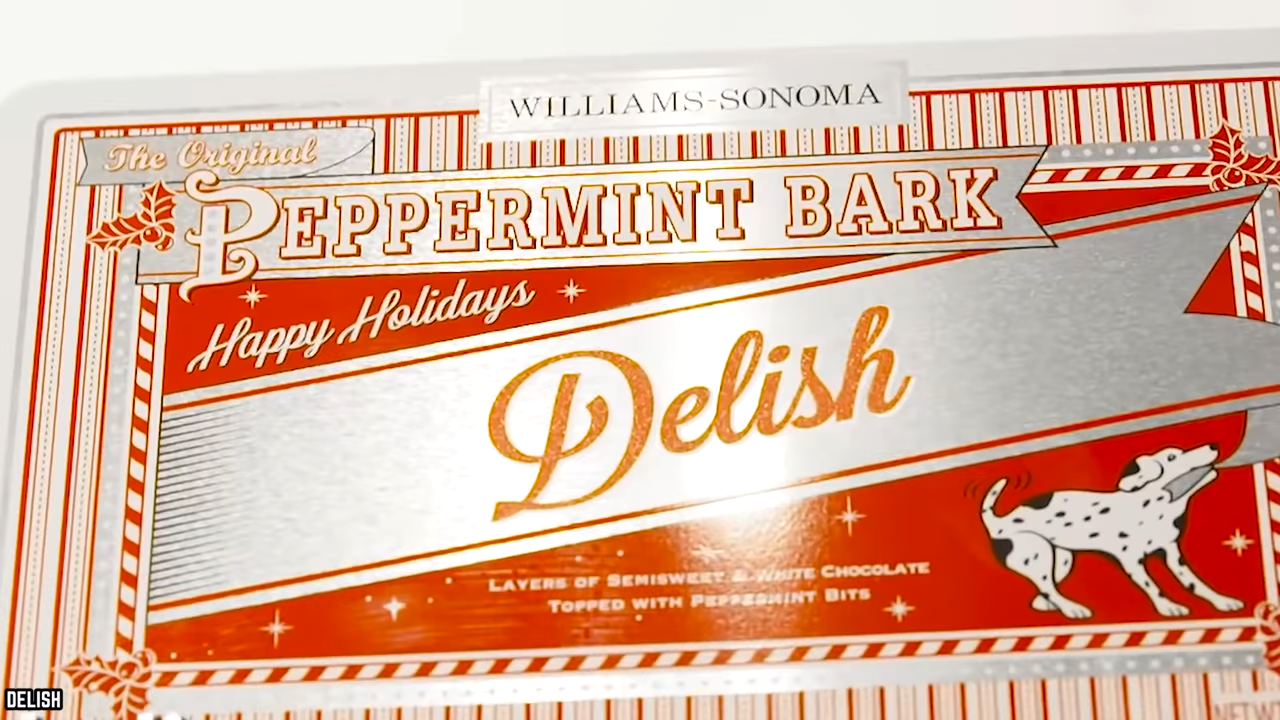 WILLIAMS-SONOMA
The Original
PEPPERMINT BARK
Happy Holidays
Delish
LAYERS OF SEMISWEET & WHITE CHOCOLATE
TOPPED WITH PEPPERMINT BITS
DELISH